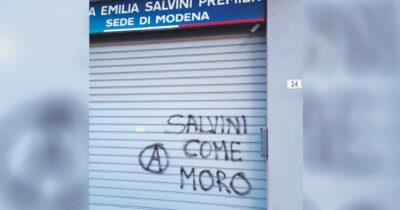 A EMILIA SALVINI PREMIER
SEDE DI MODENA
24
SALVINI
Ⓐ COME
MORO